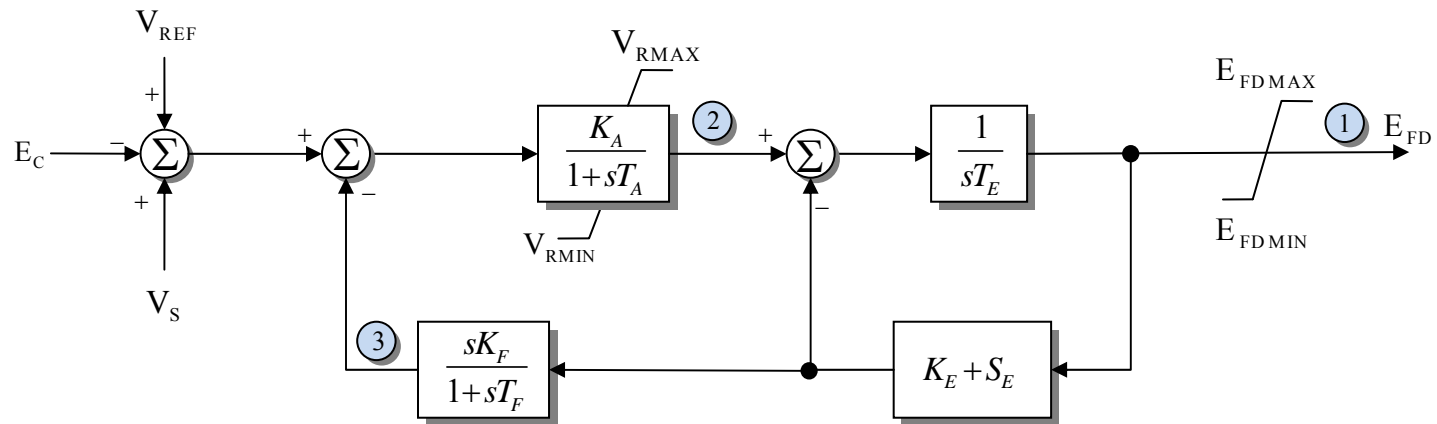 V_REF
+
E_C
−
Σ
+
V_S
+
Σ
−
K_A
1+sT_A
V_RMAX
V_RMIN
2
+
Σ
−
1
sT_E
E_FDMAX
E_FDMIN
1
E_FD
3
sK_F
1+sT_F
K_E+S_E